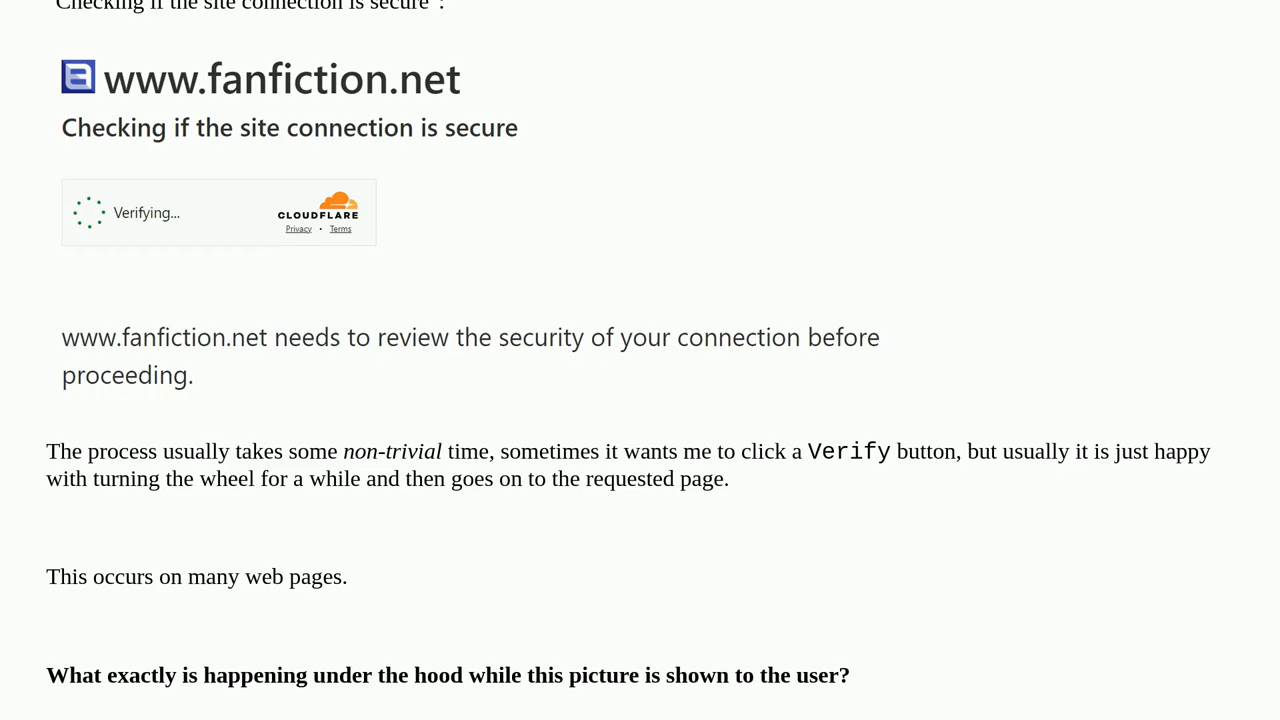 "Checking if the site connection is secure":
www.fanfiction.net
Checking if the site connection is secure
Verifying...
CLOUDFLARE
Privacy • Terms
www.fanfiction.net needs to review the security of your connection before
proceeding.
The process usually takes some non-trivial time, sometimes it wants me to click a Verify button, but usually it is just happy
with turning the wheel for a while and then goes on to the requested page.
This occurs on many web pages.
What exactly is happening under the hood while this picture is shown to the user?